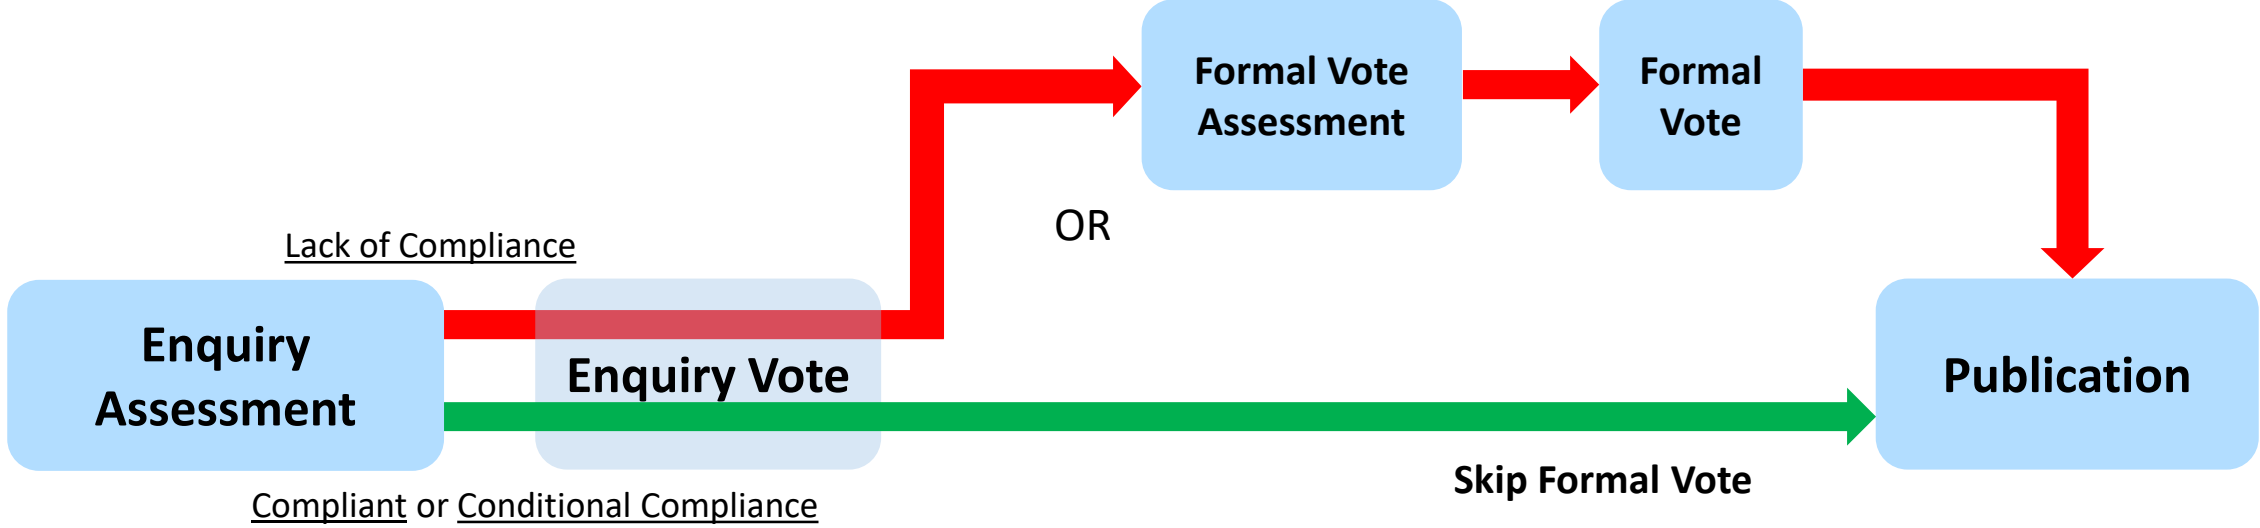 Formal Vote
Assessment
Formal
Vote
OR
Lack of Compliance
Enquiry
Assessment
Enquiry Vote
Publication
Skip Formal Vote
Compliant or Conditional Compliance